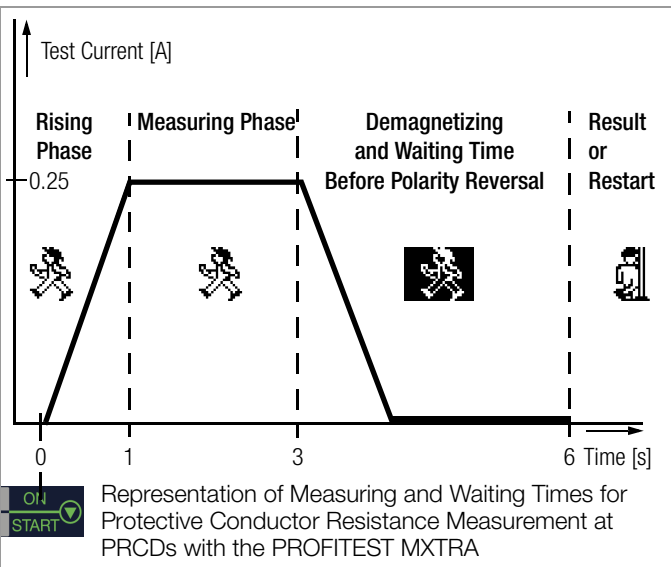 Test Current [A]
Rising
Phase
Measuring Phase
Demagnetizing
and Waiting Time
Before Polarity Reversal
Result
or
Restart
0.25
0
1
3
6
Time [s]
ON
START
Representation of Measuring and Waiting Times for
Protective Conductor Resistance Measurement at
PRCDs with the PROFITEST MXTRA